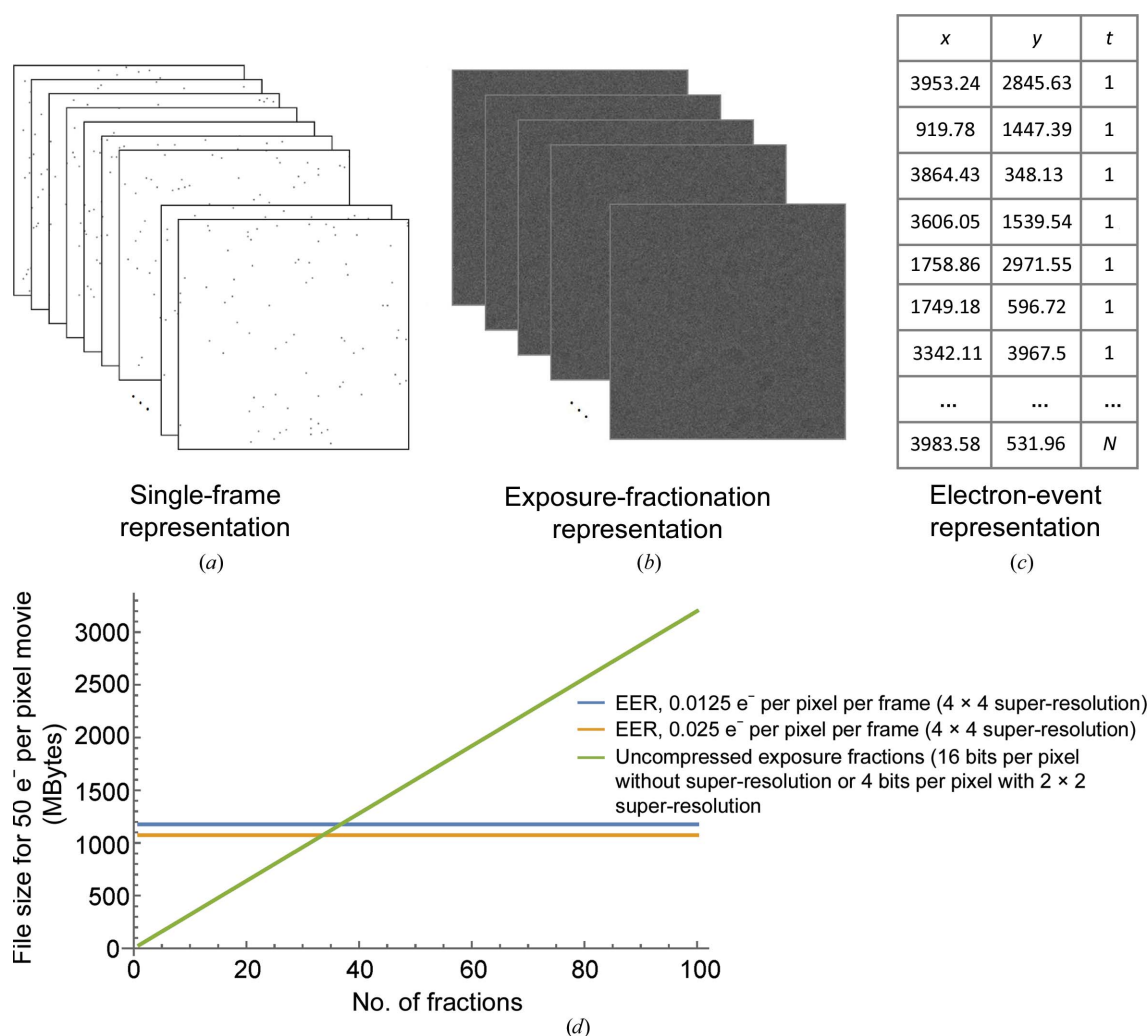 Single-frame
representation
(a)
Exposure-fractionation
representation
(b)
x y t
3953.24 2845.63 1
919.78 1447.39 1
3864.43 348.13 1
3606.05 1539.54 1
1758.86 2971.55 1
1749.18 596.72 1
3342.11 3967.5 1
... ... ...
3983.58 531.96 N
Electron-event
representation
(c)
File size for 50 e⁻ per pixel movie
(MBytes)
3000
2500
2000
1500
1000
500
0
0 20 40 60 80 100
No. of fractions
EER, 0.0125 e⁻ per pixel per frame (4 × 4 super-resolution)
EER, 0.025 e⁻ per pixel per frame (4 × 4 super-resolution)
Uncompressed exposure fractions (16 bits per pixel
without super-resolution or 4 bits per pixel with 2 × 2
super-resolution
(d)